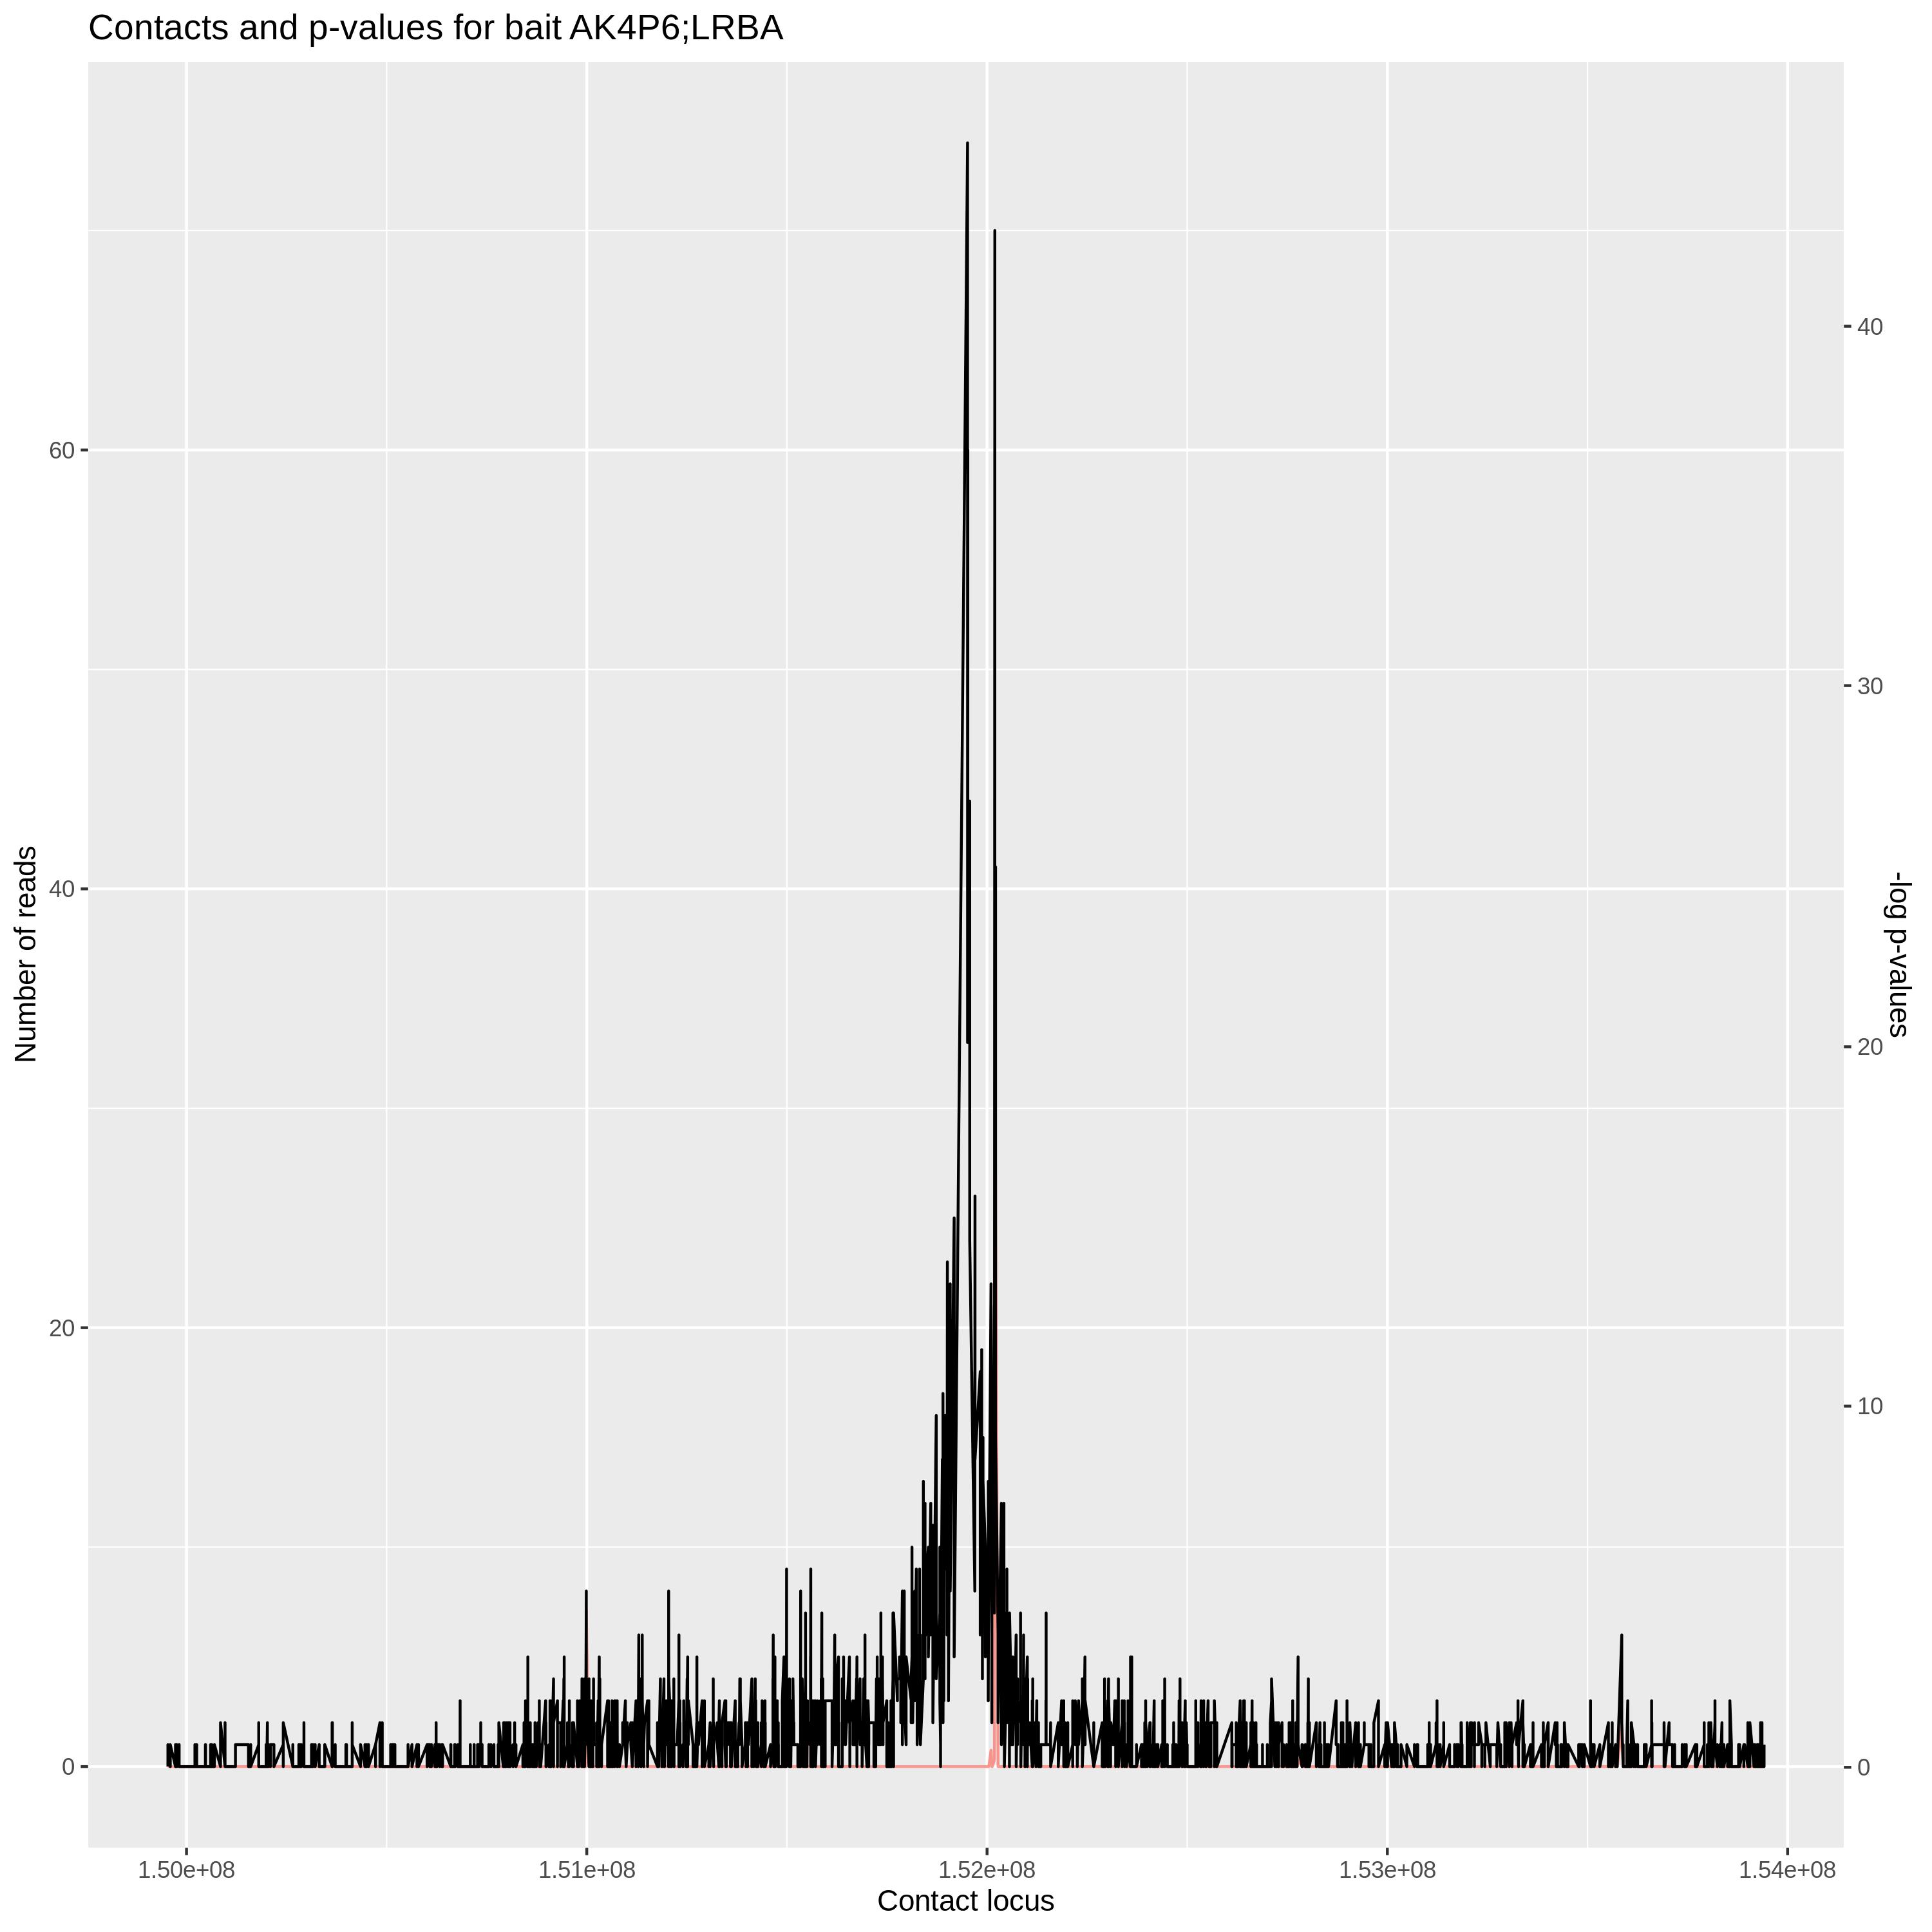 Contacts and p-values for bait AK4P6;LRBA
Number of reads
60
40
20
0
40
30
20
10
0
-log p-values
1.50e+08 1.51e+08 1.52e+08 1.53e+08 1.54e+08
Contact locus